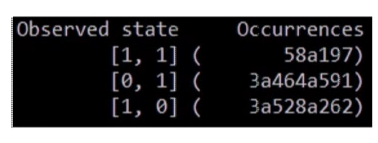 Observed state Occurrences
[1, 1] ( 58a197)
[0, 1] ( 3a464a591)
[1, 0] ( 3a528a262)